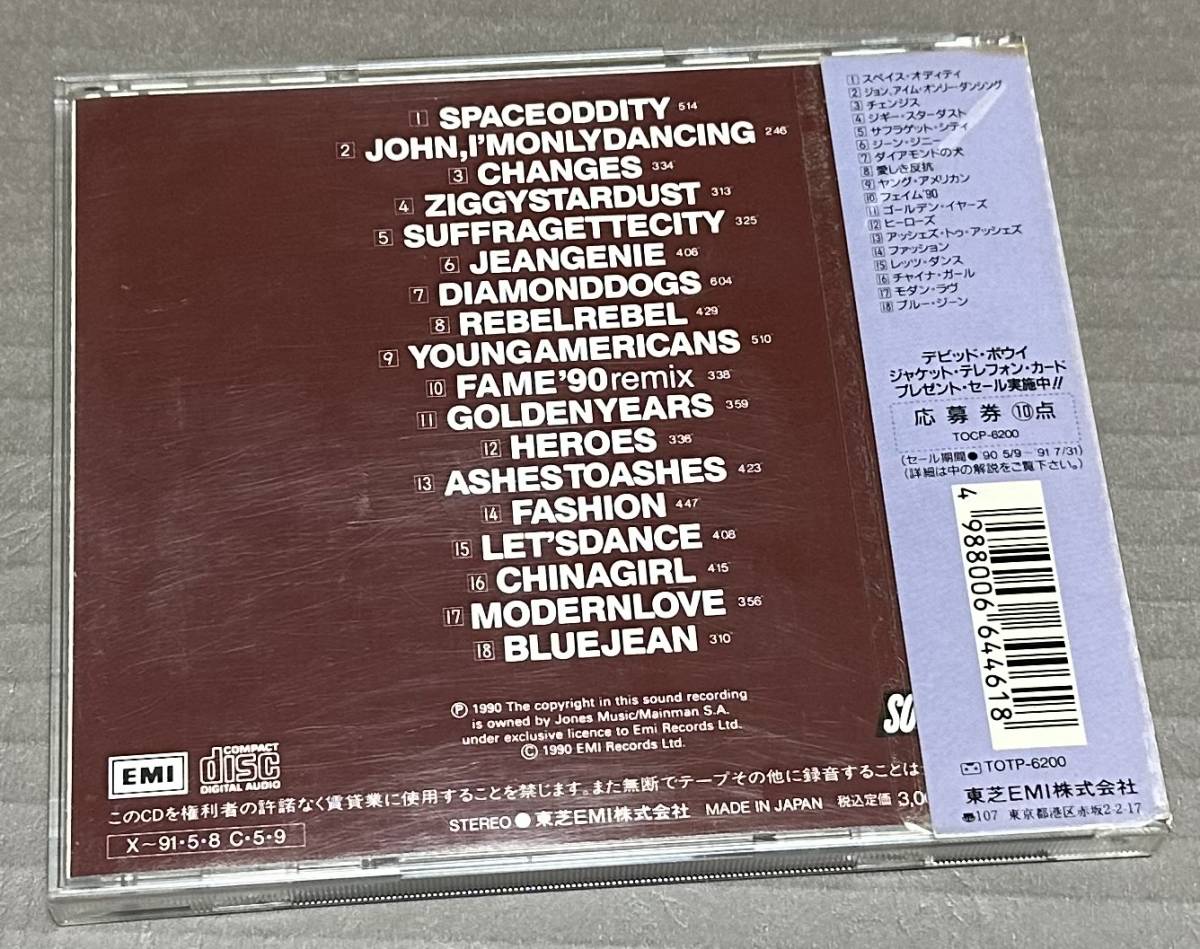 1 SPACEODDITY 514
2 JOHN,I'MONLYDANCING 246
3 CHANGES 334
4 ZIGGYSTARDUST 313
5 SUFFRAGETTECITY 325
6 JEANGENIE 406
7 DIAMONDDOGS 604
8 REBELREBEL 429
9 YOUNGAMERICANS 510
10 FAME'90remix 338
11 GOLDENYEARS 359
12 HEROES 336
13 ASHESTOASHES 423
14 FASHION 447
15 LET'SDANCE 408
16 CHINAGIRL 415
17 MODERNLOVE 356
18 BLUEJEAN 310
Ⓟ 1990 The copyright in this sound recording
is owned by Jones Music/Mainman S.A.
under exclusive licence to Emi Records Ltd.
© 1990 EMI Records Ltd.
EMI
COMPACT
disc
DIGITAL AUDIO
このCDを権利者の許諾なく賃貸業に使用することを禁じます。また無断でテープその他に録音することは
STEREO ● 東芝EMI株式会社 MADE IN JAPAN 税込定価 3,0
X〜91・5・8 C・5・9
1 スペイス・オディティ
2 ジョン、アイム・オンリー・ダンシング
3 チェンジス
4 ジギー・スターダスト
5 サフラゲット・シティ
6 ジーン・ジニー
7 ダイアモンドの犬
8 愛しき反抗
9 ヤング・アメリカン
10 フェイム'90
11 ゴールデン・イヤーズ
12 ヒーローズ
13 アッシェズ・トゥ・アッシェズ
14 ファッション
15 レッツ・ダンス
16 チャイナ・ガール
17 モダン・ラヴ
18 ブルー・ジーン
デビッド・ボウイ
ジャケット・テレフォン・カード
プレゼント・セール実施中!!
応募券 ⑩点
TOCP-6200
(セール期間● '90 5/9〜'91 7/31)
(詳細は中の解説をご覧下さい。)
4 988006 644618
SO
TOTP-6200
東芝EMI株式会社
107 東京都港区赤坂2-2-17